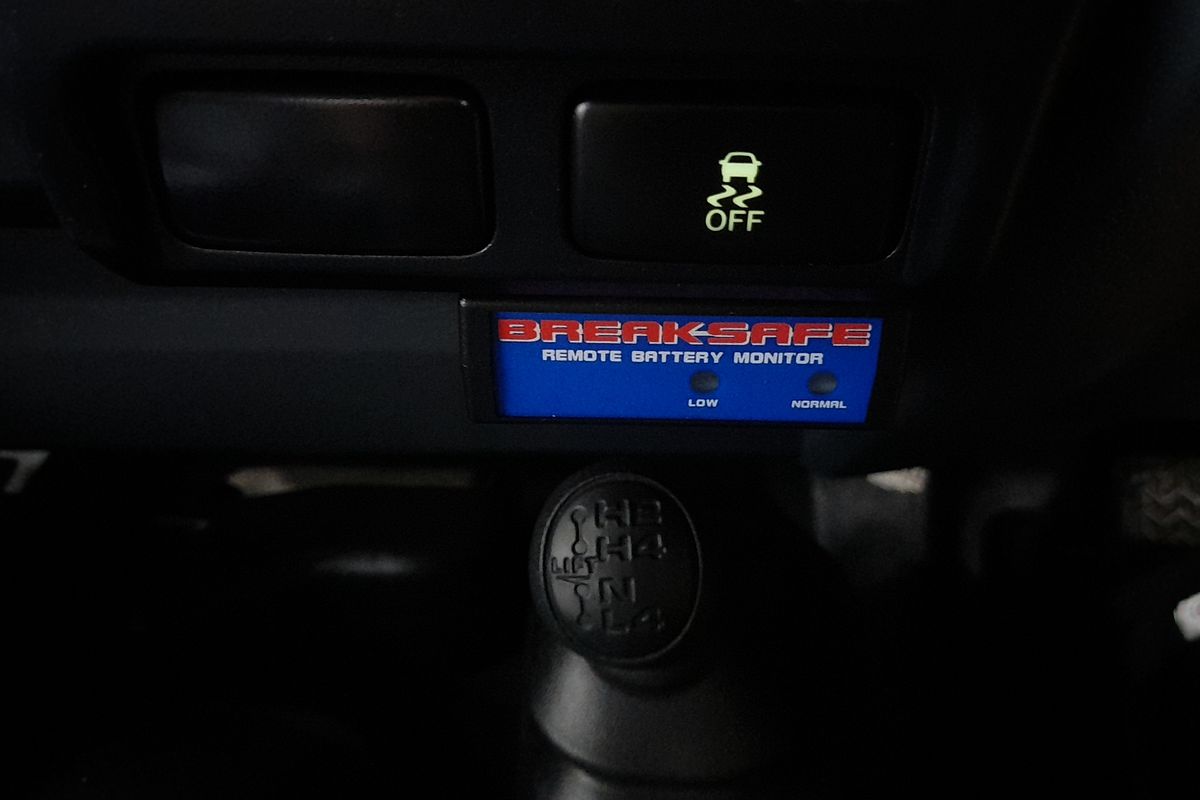 OFF
BREAKSAFE
REMOTE BATTERY MONITOR
LOW NORMAL
H2
H4
LIFT
N
L4